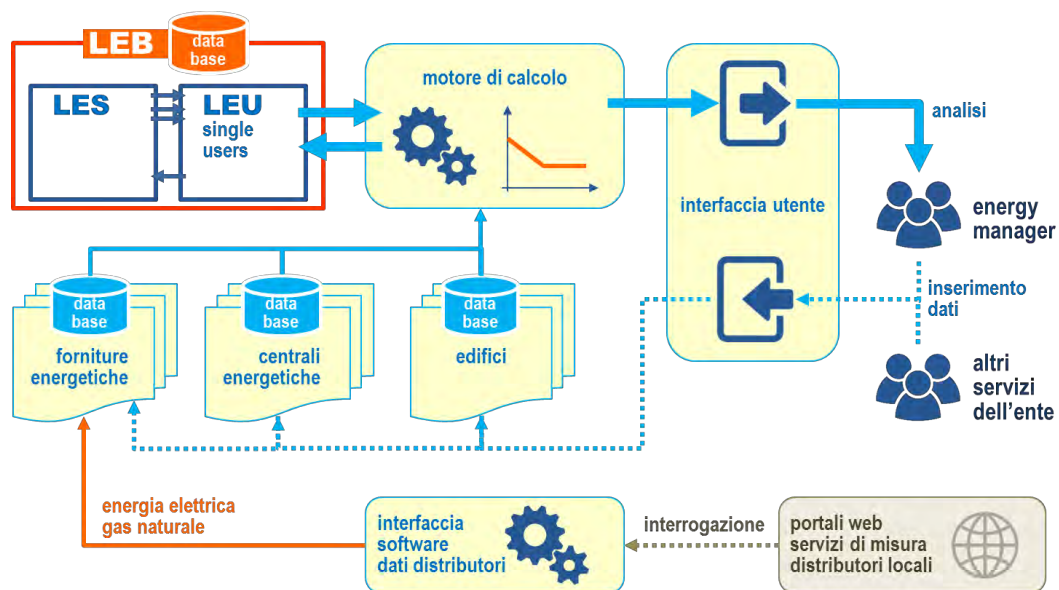 LEB
data
base
LES
LEU
single
users
motore di calcolo
interfaccia utente
analisi
energy
manager
inserimento
dati
altri
servizi
dell'ente
data
base
forniture
energetiche
data
base
centrali
energetiche
data
base
edifici
energia elettrica
gas naturale
interfaccia
software
dati distributori
interrogazione
portali web
servizi di misura
distributori locali